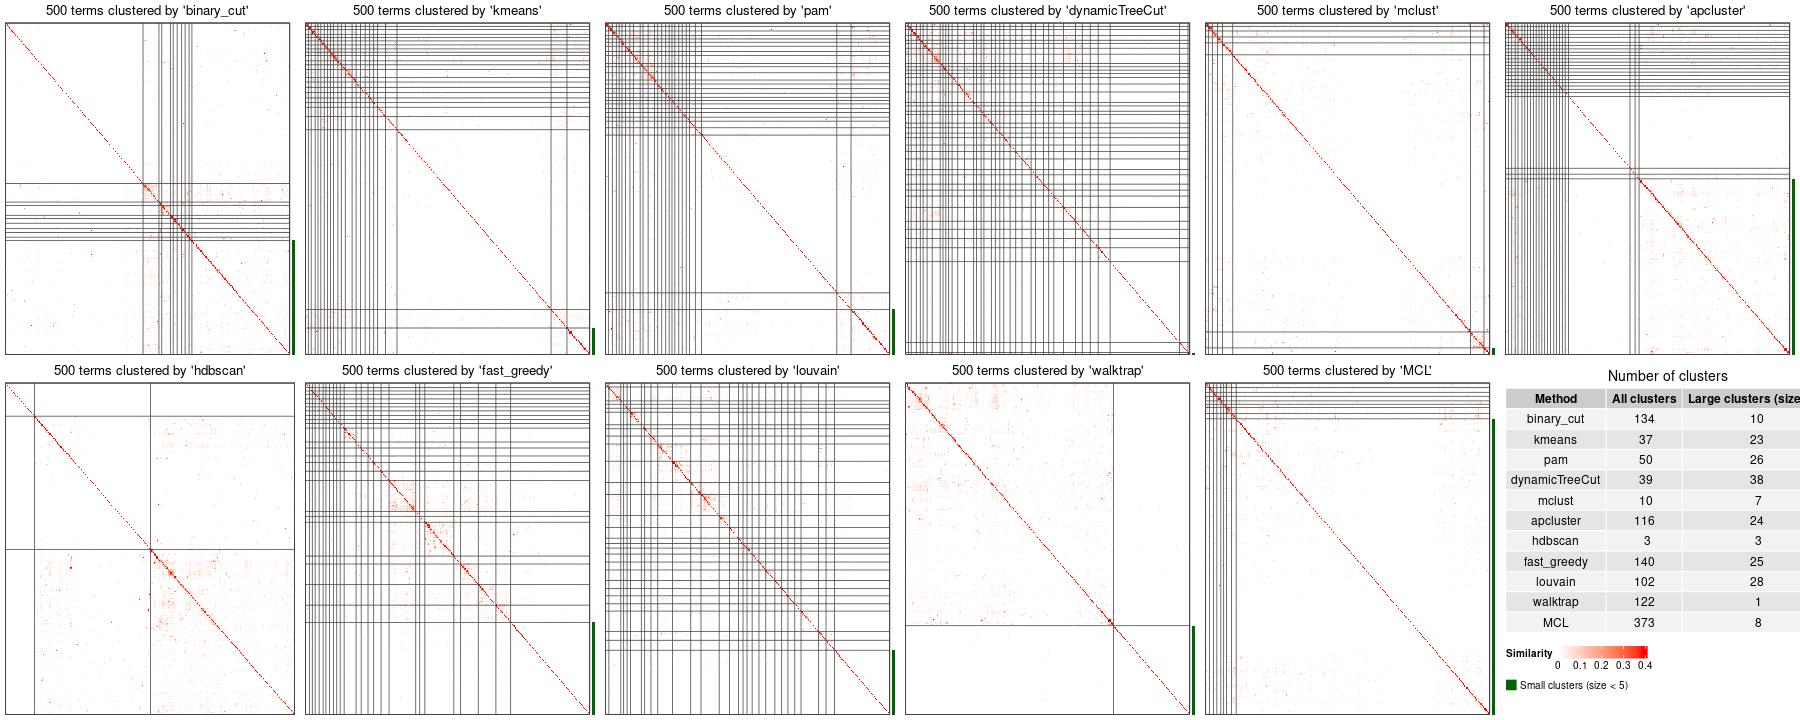 500 terms clustered by 'binary_cut'
500 terms clustered by 'kmeans'
500 terms clustered by 'pam'
500 terms clustered by 'dynamicTreeCut'
500 terms clustered by 'mclust'
500 terms clustered by 'apcluster'
500 terms clustered by 'hdbscan'
500 terms clustered by 'fast_greedy'
500 terms clustered by 'louvain'
500 terms clustered by 'walktrap'
500 terms clustered by 'MCL'
Number of clusters
Method All clusters Large clusters (size
binary_cut 134 10
kmeans 37 23
pam 50 26
dynamicTreeCut 39 38
mclust 10 7
apcluster 116 24
hdbscan 3 3
fast_greedy 140 25
louvain 102 28
walktrap 122 1
MCL 373 8
Similarity
0 0.1 0.2 0.3 0.4
Small clusters (size < 5)